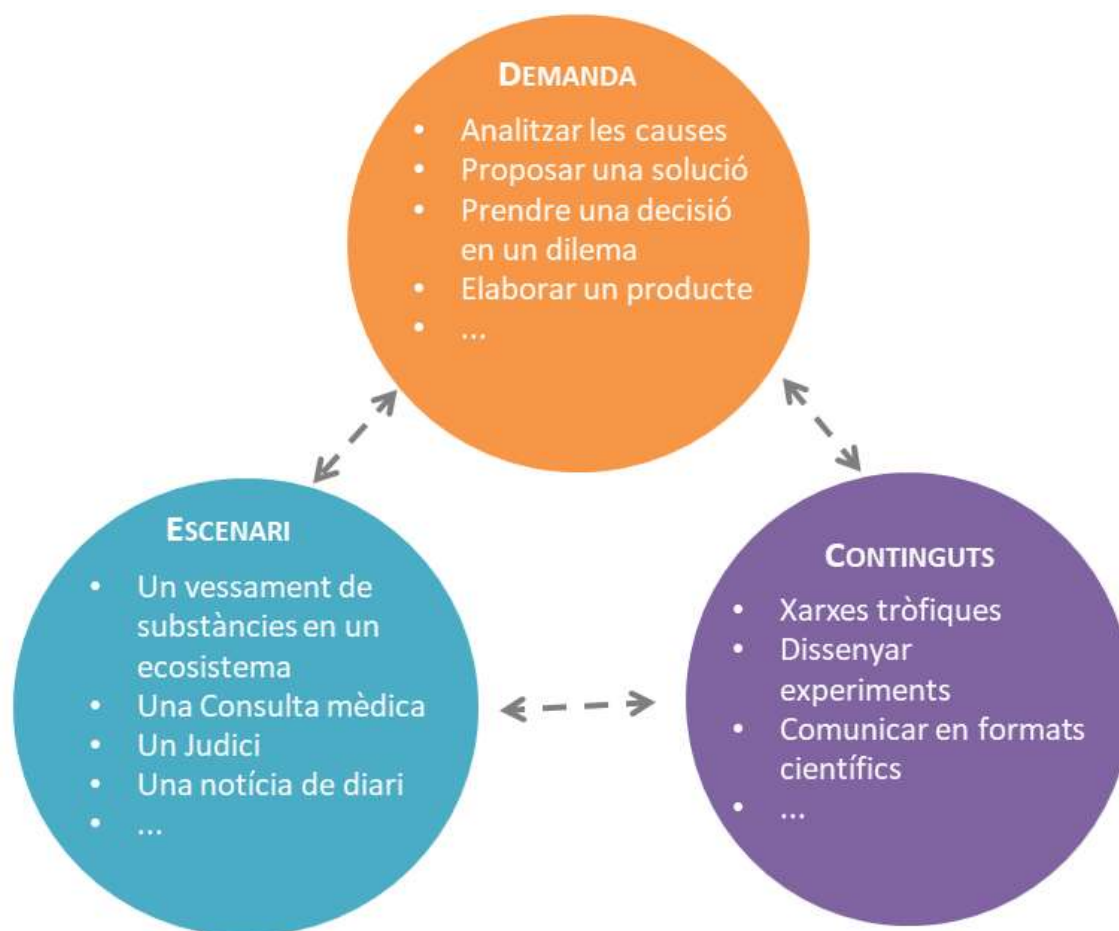 DEMANDA
• Analitzar les causes
• Proposar una solució
• Prendre una decisió
en un dilema
• Elaborar un producte
• ...
ESCENARI
• Un vessament de
substàncies en un
ecosistema
• Una Consulta mèdica
• Un Judici
• Una notícia de diari
• ...
CONTINGUTS
• Xarxes tròfiques
• Dissenyar
experiments
• Comunicar en formats
científics
• ...